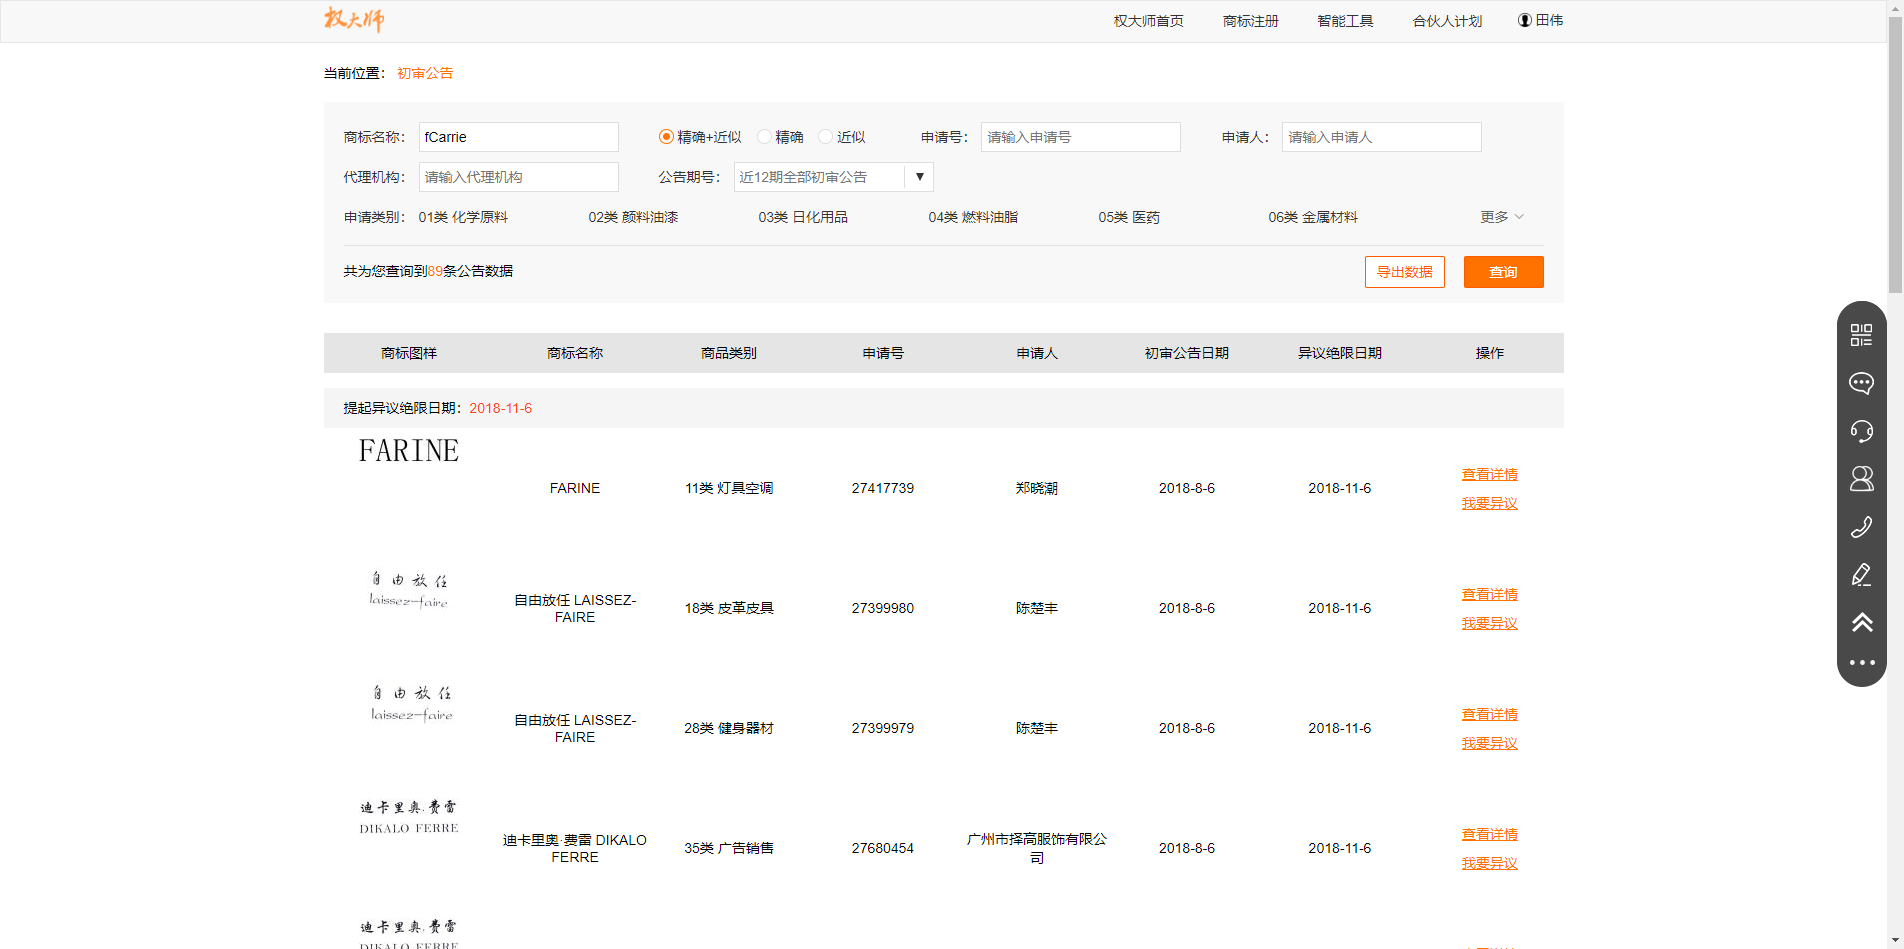 权大师 权大师首页 商标注册 智能工具 合伙人计划 田伟
当前位置： 初审公告
商标名称： fCarrie 精确+近似 精确 近似 申请号： 请输入申请号 申请人： 请输入申请人
代理机构： 请输入代理机构 公告期号： 近12期全部初审公告 ▼
申请类别： 01类 化学原料 02类 颜料油漆 03类 日化用品 04类 燃料油脂 05类 医药 06类 金属材料 更多
共为您查询到89条公告数据 导出数据 查询
商标图样 商标名称 商品类别 申请号 申请人 初审公告日期 异议绝限日期 操作
提起异议绝限日期：2018-11-6
FARINE
FARINE 11类 灯具空调 27417739 郑晓潮 2018-8-6 2018-11-6 查看详情
我要异议
自由放任
laissez-faire
自由放任 LAISSEZ-
FAIRE 18类 皮革皮具 27399980 陈楚丰 2018-8-6 2018-11-6 查看详情
我要异议
自由放任
laissez-faire
自由放任 LAISSEZ-
FAIRE 28类 健身器材 27399979 陈楚丰 2018-8-6 2018-11-6 查看详情
我要异议
迪卡里奥·费雷
DIKALO FERRE
迪卡里奥·费雷 DIKALO
FERRE 35类 广告销售 27680454 广州市择高服饰有限公
司 2018-8-6 2018-11-6 查看详情
我要异议
迪卡里奥·费雷
DIKALO FERRE